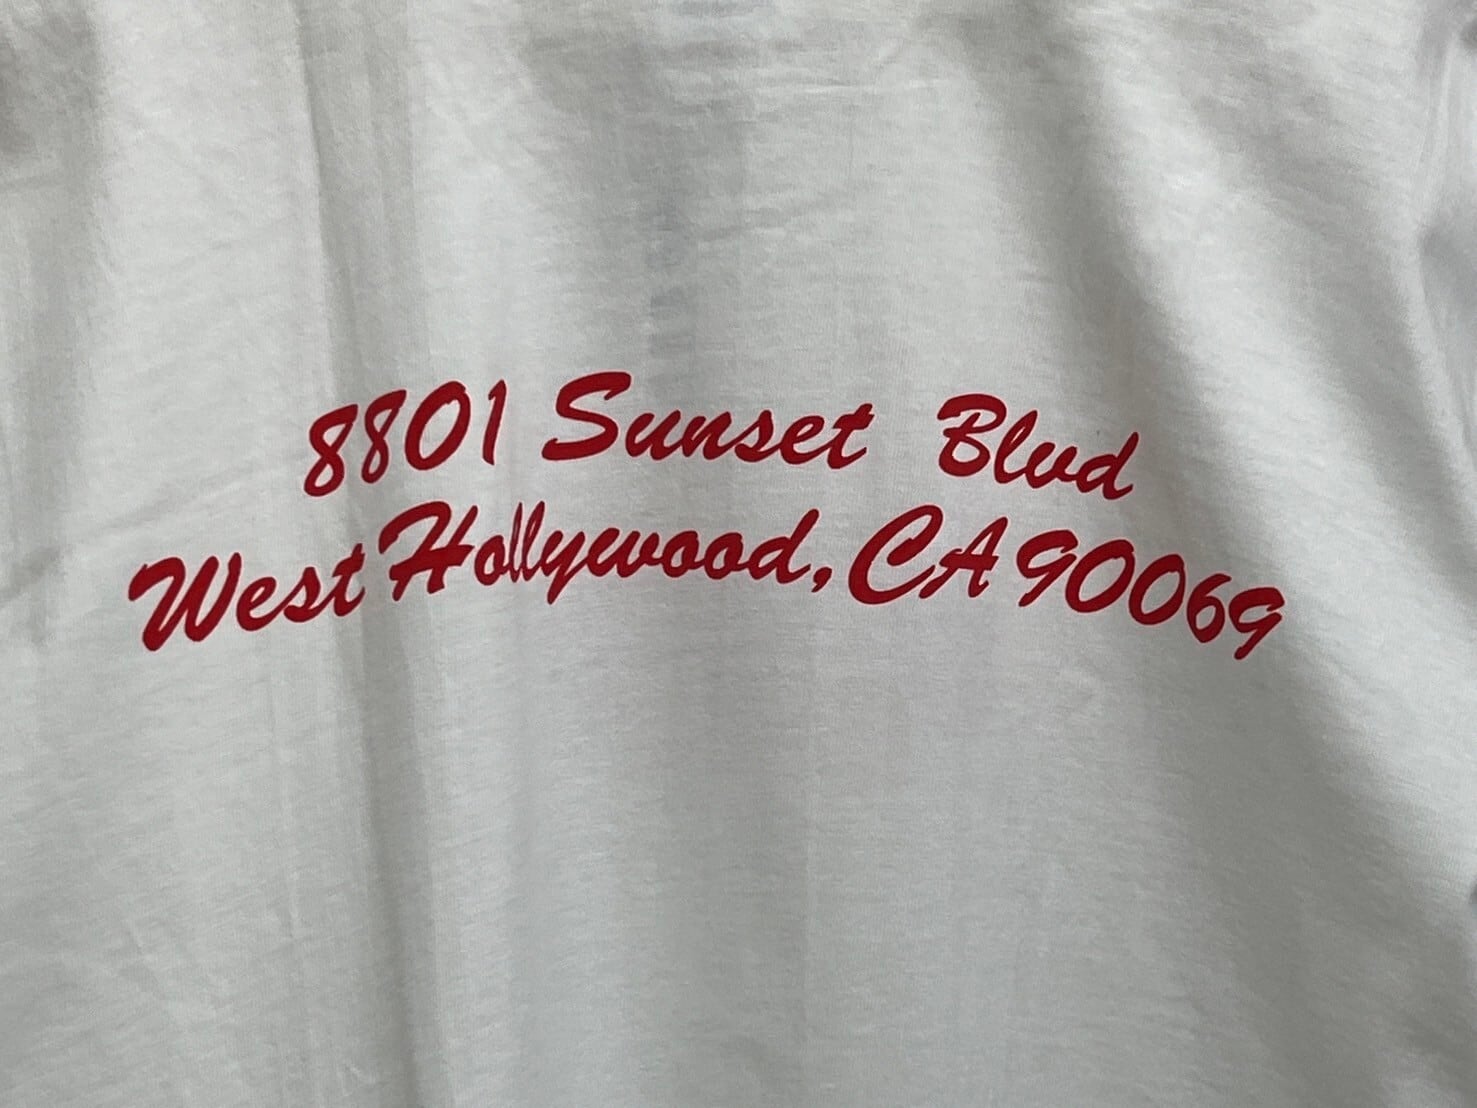 8801 Sunset Blvd
West Hollywood, CA 90069